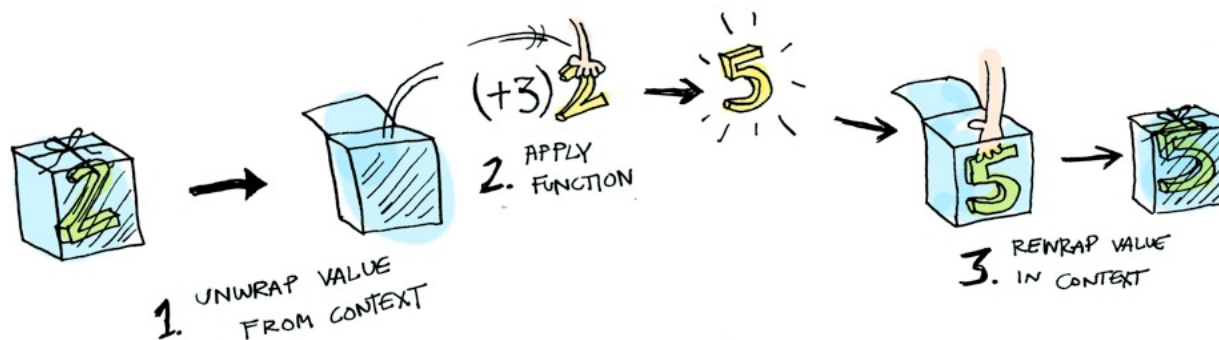 2
(+3) 2
5
5
5
1. UNWRAP VALUE
FROM CONTEXT
2. APPLY
FUNCTION
3. REWRAP VALUE
IN CONTEXT